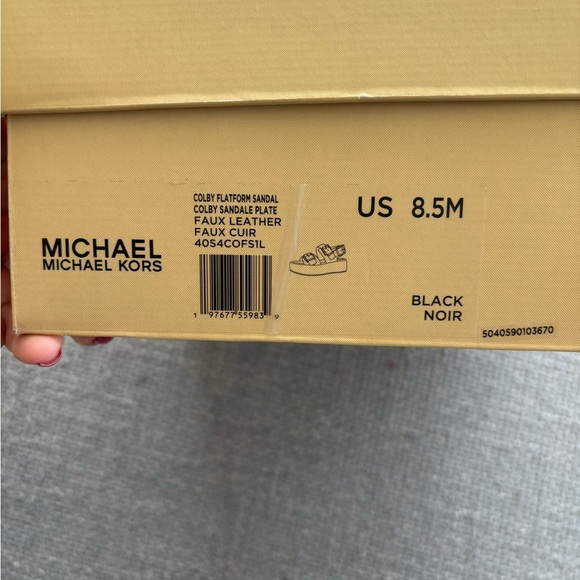 MICHAEL
MICHAEL KORS
COLBY FLATFORM SANDAL
COLBY SANDALE PLATE
FAUX LEATHER
FAUX CUIR
40S4COFS1L
1 97677 55983 9
US 8.5M
BLACK
NOIR
5040590103670